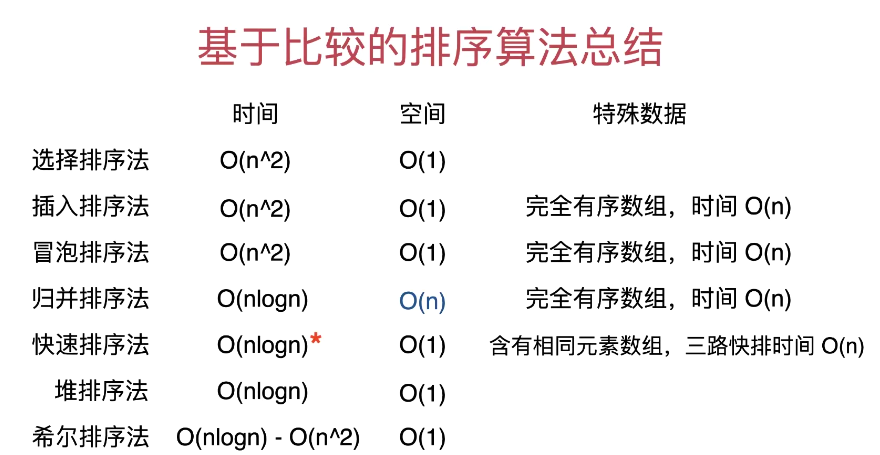 基于比较的排序算法总结
时间 空间 特殊数据
选择排序法 O(n^2) O(1)
插入排序法 O(n^2) O(1) 完全有序数组，时间 O(n)
冒泡排序法 O(n^2) O(1) 完全有序数组，时间 O(n)
归并排序法 O(nlogn) O(n) 完全有序数组，时间 O(n)
快速排序法 O(nlogn)* O(1) 含有相同元素数组，三路快排时间 O(n)
堆排序法 O(nlogn) O(1)
希尔排序法 O(nlogn) - O(n^2) O(1)